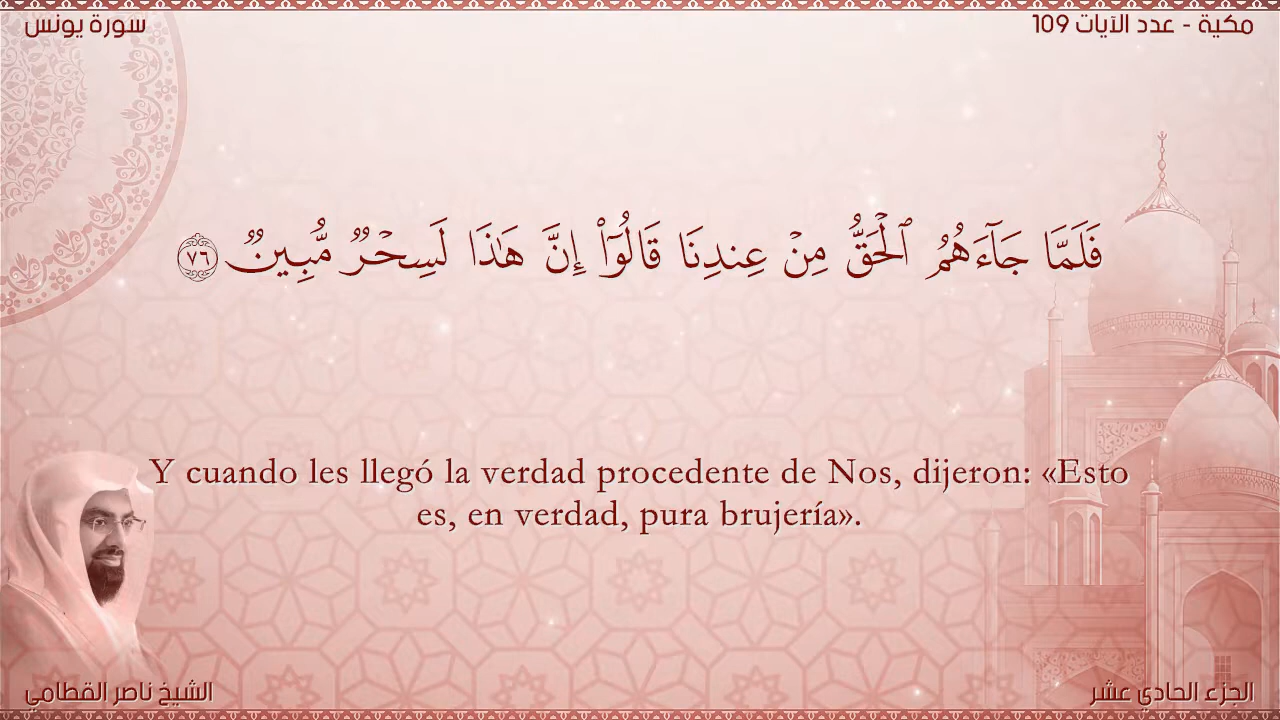 مكية - عدد الآيات 109
سورة يونس
فَلَمَّا جَآءَهُمُ ٱلْحَقُّ مِنْ عِندِنَا قَالُوٓا۟ إِنَّ هَٰذَا لَسِحْرٌ مُّبِينٌ ٧٦
Y cuando les llegó la verdad procedente de Nos, dijeron: «Esto
es, en verdad, pura brujería».
الجزء الحادي عشر
الشيخ ناصر القطامي